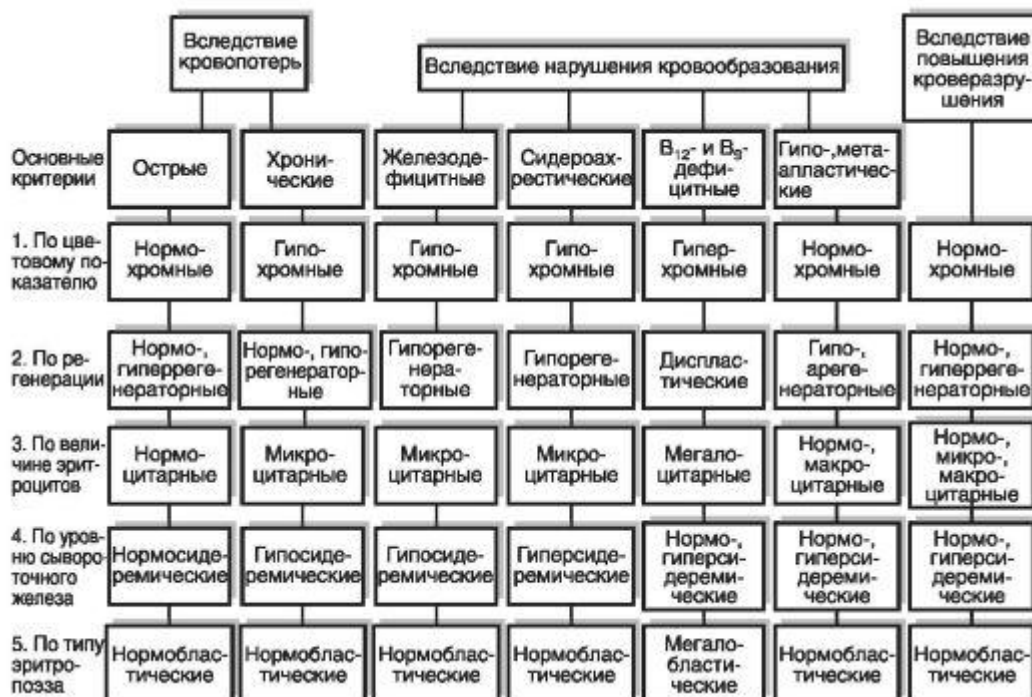 Вследствие
кровопотерь
Вследствие нарушения кровообразования
Вследствие
повышения
кроверазру-
шения
Основные
критерии
Острые
Хрони-
ческие
Железоде-
фицитные
Сидероах-
рестические
B₁₂- и B₉-
дефи-
цитные
Гипо-,мета-
апластичес-
кие
1. По цве-
товому по-
казателю
Нормо-
хромные
Гипо-
хромные
Гипо-
хромные
Гипо-
хромные
Гипер-
хромные
Нормо-
хромные
Нормо-
хромные
2. По ре-
генерации
Нормо-,
гиперреге-
нераторные
Нормо-, гипо-
регенератор-
ные
Гипореге-
нера-
торные
Гипореге-
нераторные
Диспласти-
ческие
Гипо-,
ареге-
нераторные
Нормо-,
гиперреге-
нераторные
3. По вели-
чине эрит-
роцитов
Нормо-
цитарные
Микро-
цитарные
Микро-
цитарные
Микро-
цитарные
Мегало-
цитарные
Нормо-,
макро-
цитарные
Нормо-,
микро-,
макро-
цитарные
4. По уров-
ню сыворо-
точного
железа
Нормосиде-
ремические
Гипосиде-
ремические
Гипосиде-
ремические
Гиперсиде-
ремические
Нормо-,
гиперси-
дереми-
ческие
Нормо-,
гиперси-
дереми-
ческие
Нормо-,
гиперси-
дереми-
ческие
5. По типу
эритро-
поэза
Нормоблас-
тические
Нормоблас-
тические
Нормоблас-
тические
Нормоблас-
тические
Мегало-
бласти-
ческие
Нормоблас-
тические
Нормоблас-
тические